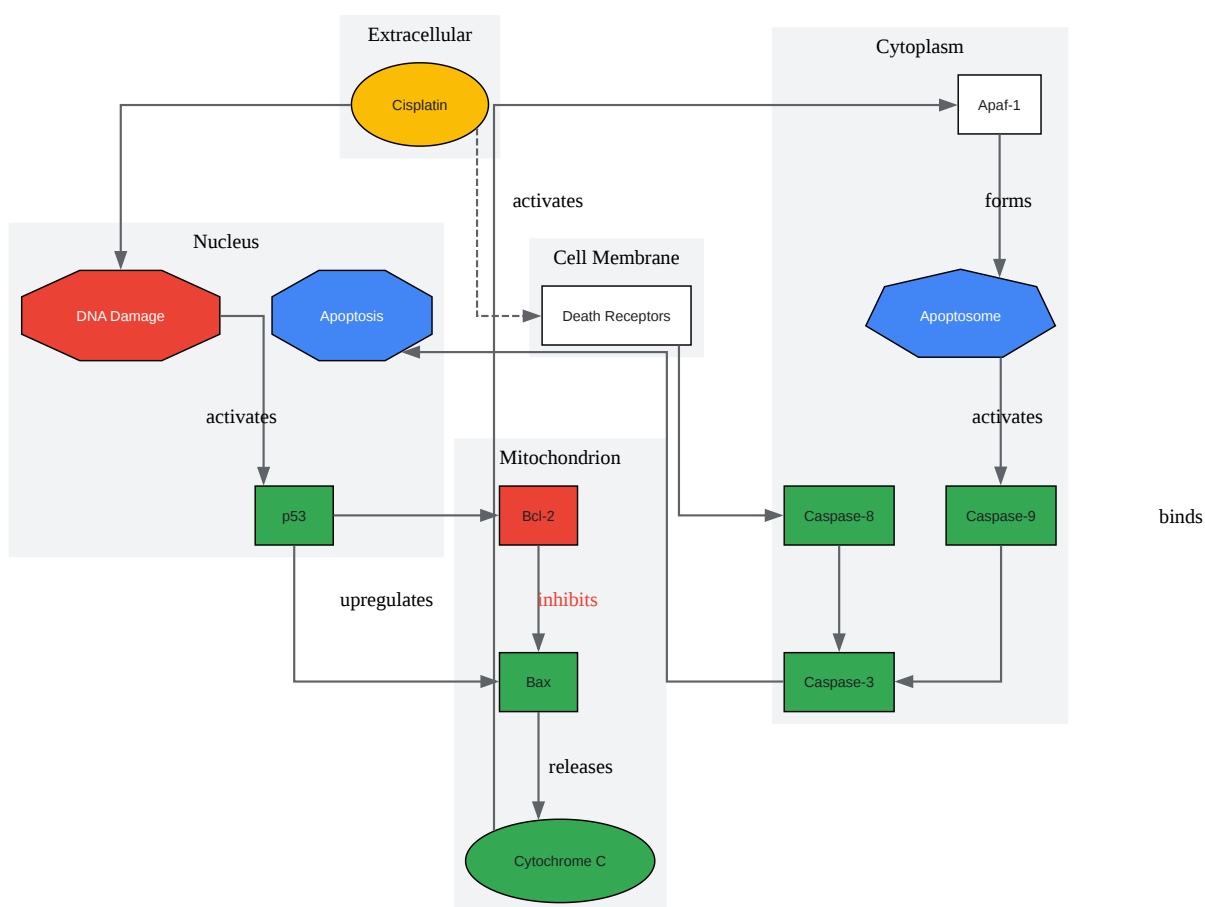 Extracellular
Cytoplasm
Cisplatin
Apaf-1
activates
forms
Nucleus
Cell Membrane
DNA Damage
Apoptosis
Death Receptors
Apoptosome
activates
activates
Mitochondrion
p53
Bcl-2
Caspase-8
Caspase-9
binds
upregulates
inhibits
Bax
Caspase-3
releases
Cytochrome C